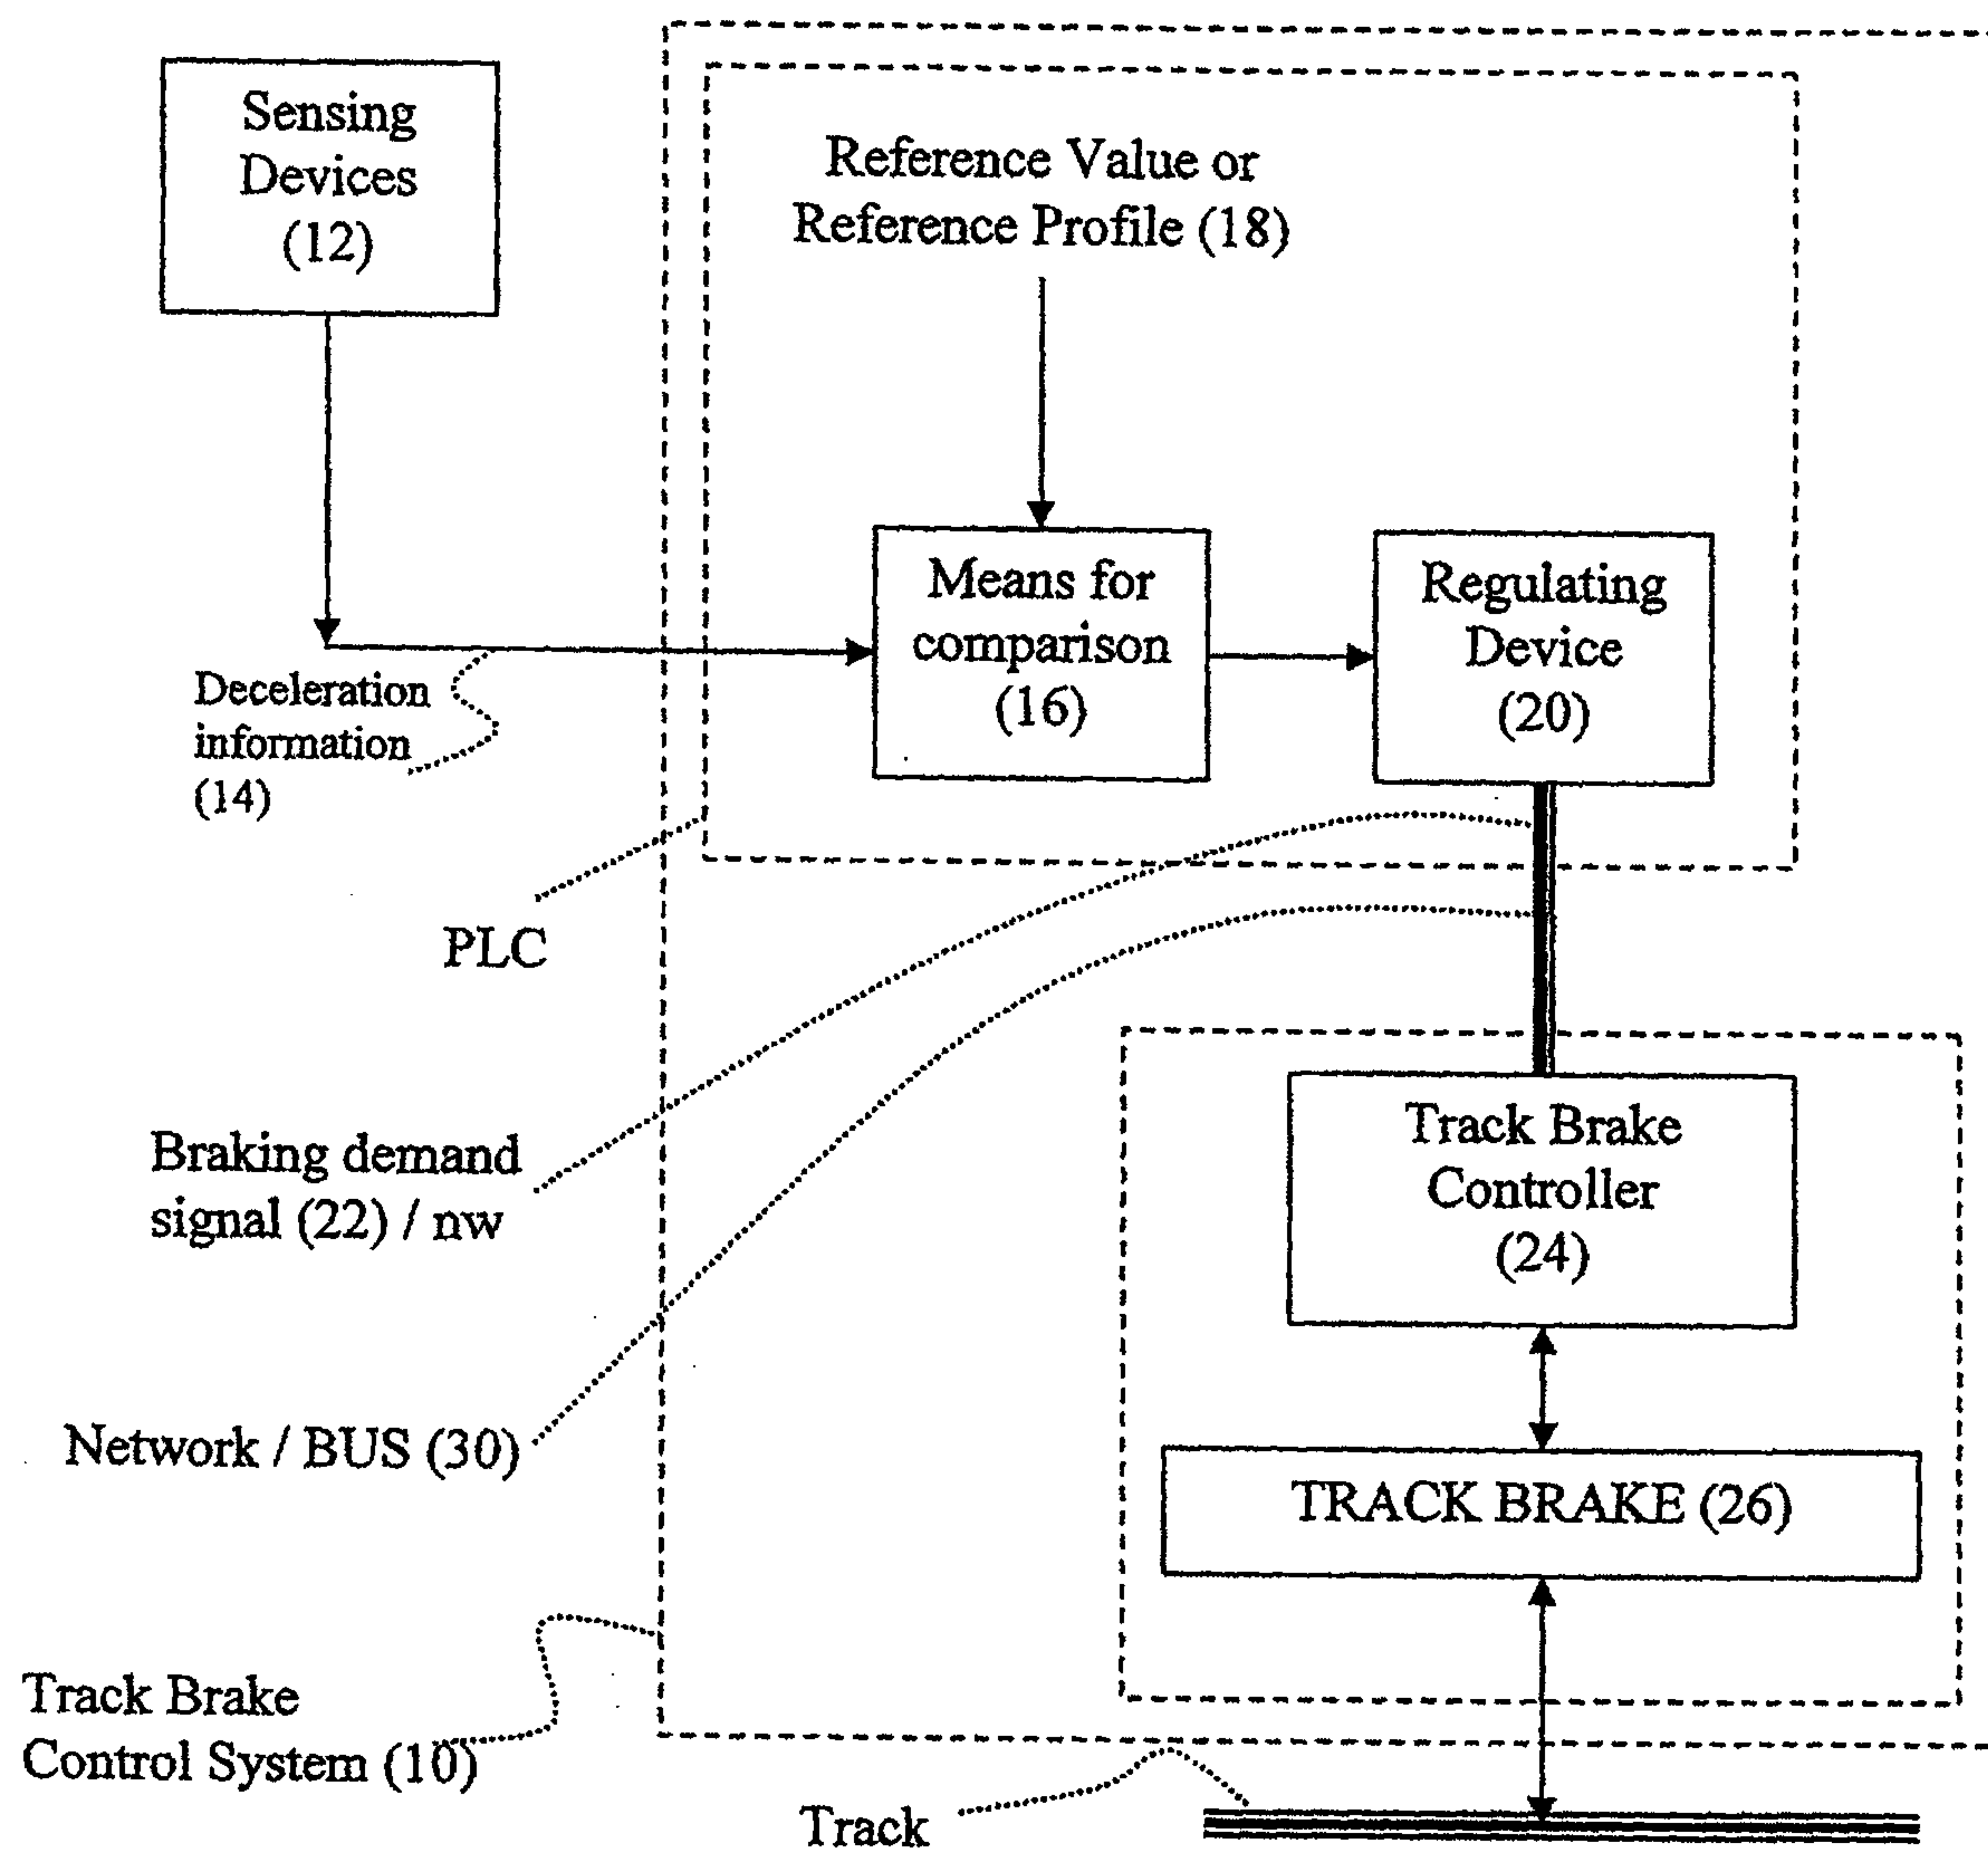 Sensing
Devices
(12)
Reference Value or
Reference Profile (18)
Means for
comparison
(16)
Regulating
Device
(20)
Deceleration
information
(14)
PLC
Braking demand
signal (22) / nw
Track Brake
Controller
(24)
Network / BUS (30)
TRACK BRAKE (26)
Track Brake
Control System (10)
Track